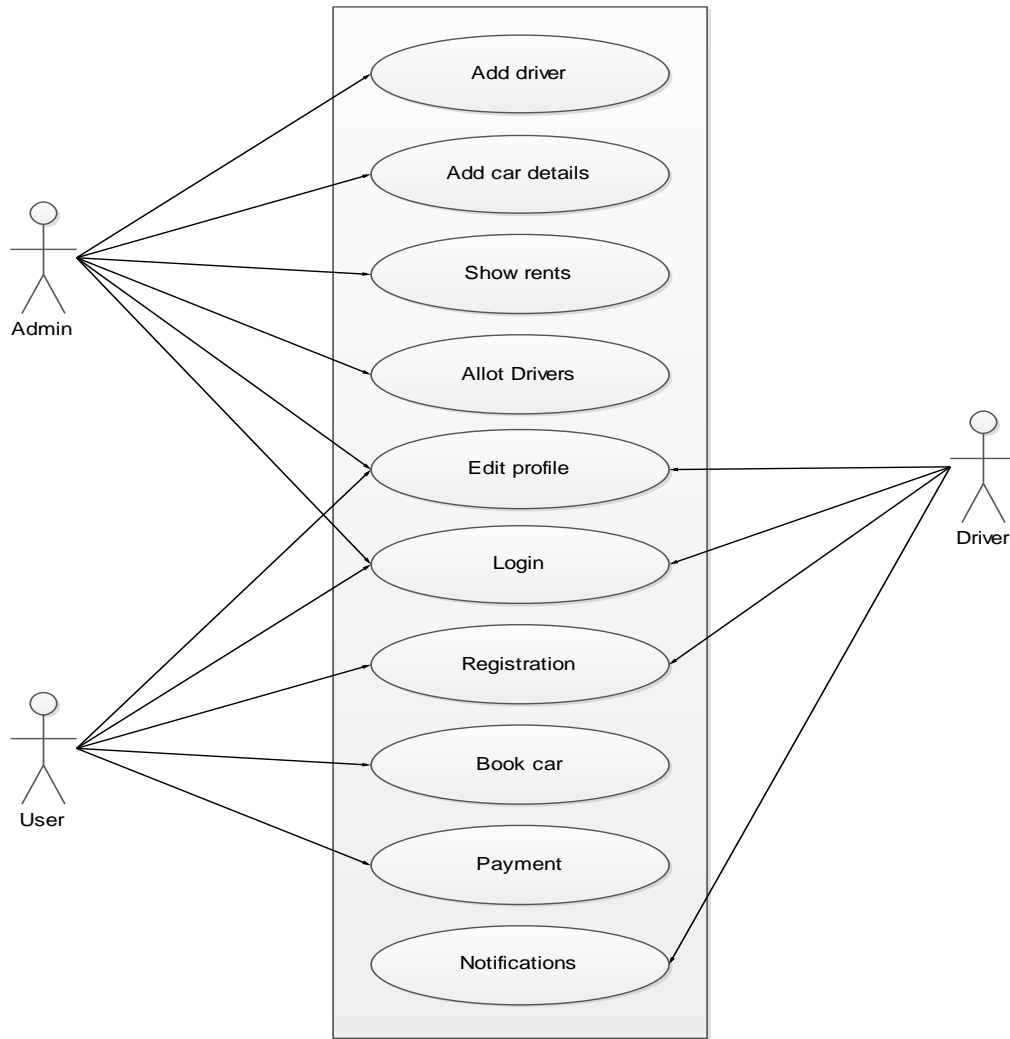 Add driver
Add car details
Show rents
Admin
Allot Drivers
Edit profile
Driver
Login
Registration
Book car
User
Payment
Notifications